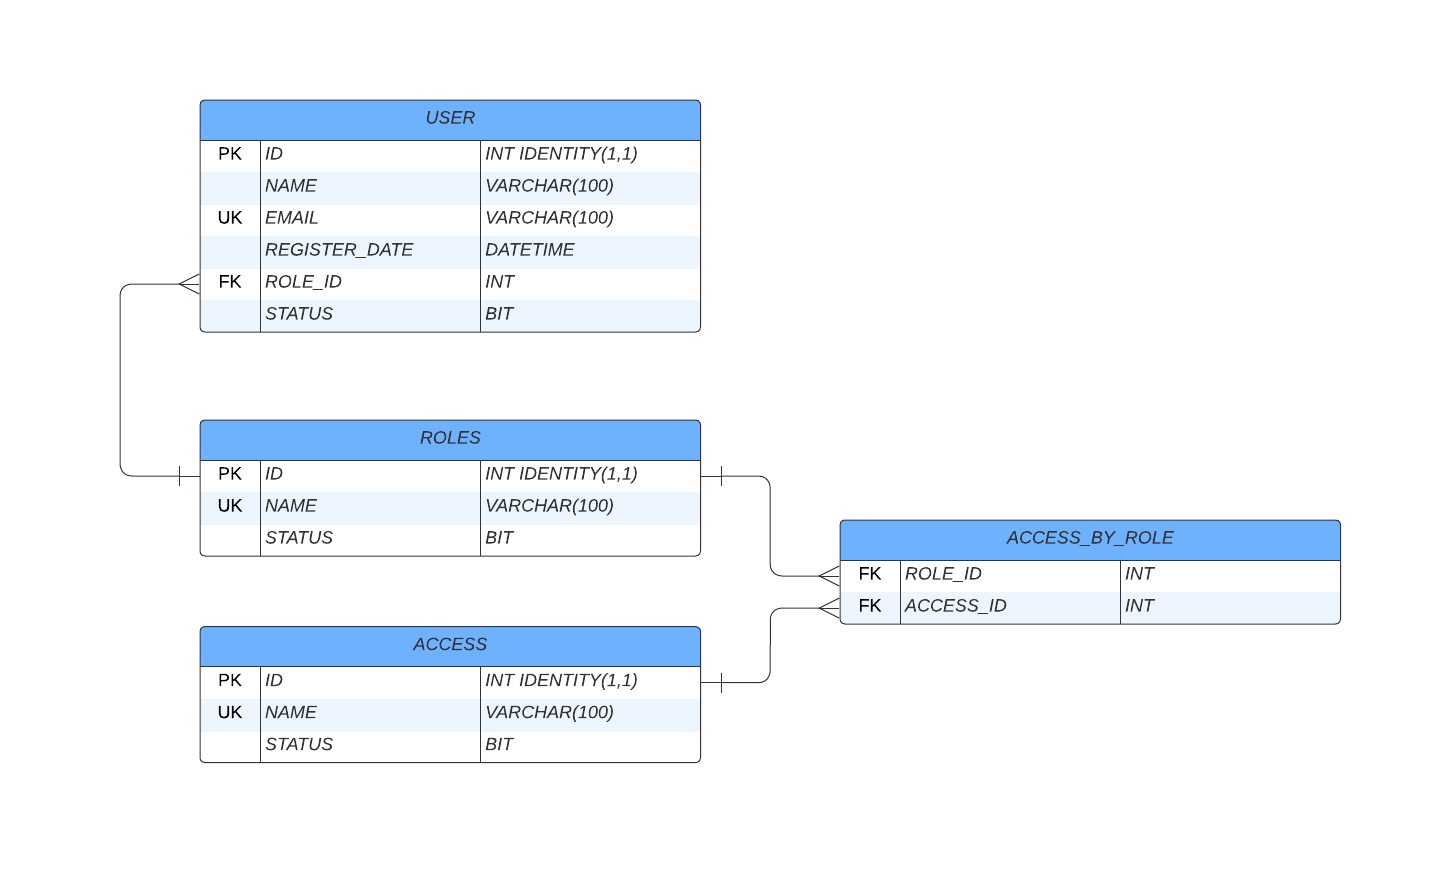 USER
PK ID INT IDENTITY(1,1)
NAME VARCHAR(100)
UK EMAIL VARCHAR(100)
REGISTER_DATE DATETIME
FK ROLE_ID INT
STATUS BIT
ROLES
PK ID INT IDENTITY(1,1)
UK NAME VARCHAR(100)
STATUS BIT
ACCESS_BY_ROLE
FK ROLE_ID INT
FK ACCESS_ID INT
ACCESS
PK ID INT IDENTITY(1,1)
UK NAME VARCHAR(100)
STATUS BIT